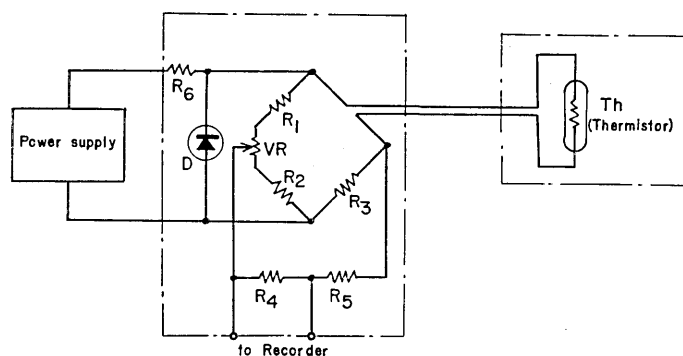 Power supply
R6
D
R1
VR
R2
R3
R4
R5
to Recorder
Th
(Thermistor)